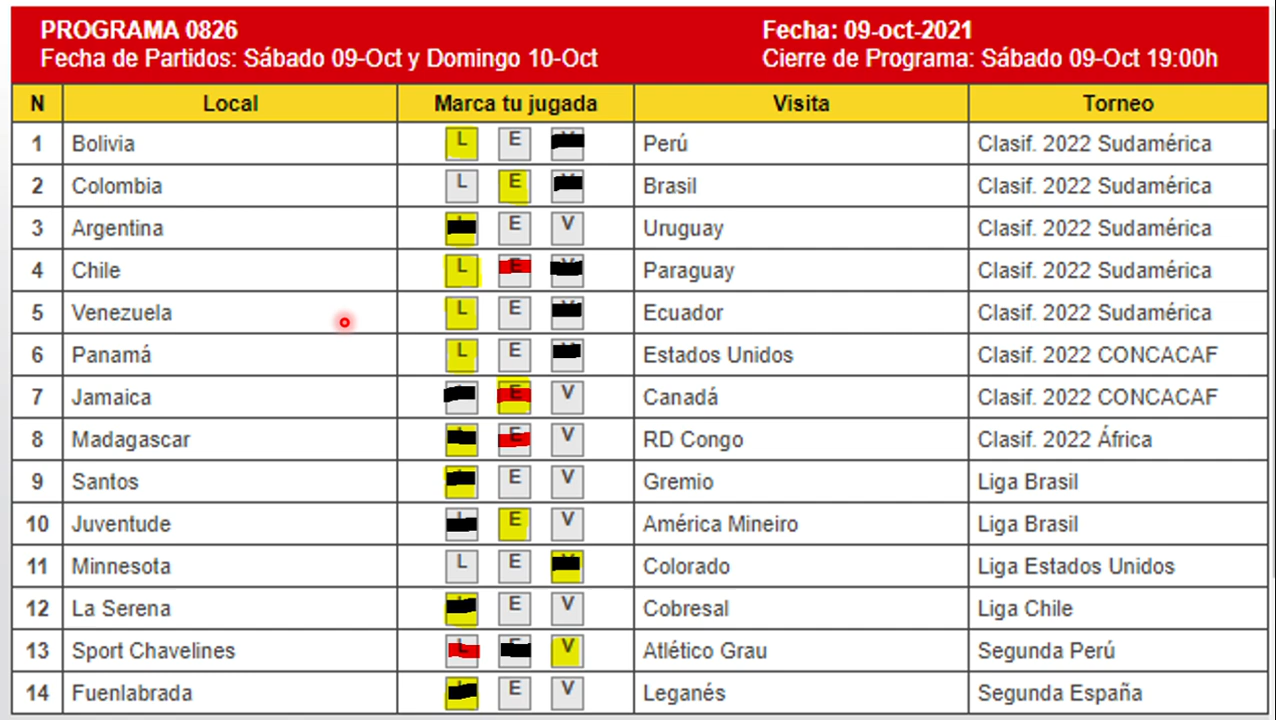 PROGRAMA 0826 Fecha: 09-oct-2021
Fecha de Partidos: Sábado 09-Oct y Domingo 10-Oct Cierre de Programa: Sábado 09-Oct 19:00h
N Local Marca tu jugada Visita Torneo
1 Bolivia L E Perú Clasif. 2022 Sudamérica
2 Colombia L E Brasil Clasif. 2022 Sudamérica
3 Argentina E V Uruguay Clasif. 2022 Sudamérica
4 Chile L E Paraguay Clasif. 2022 Sudamérica
5 Venezuela L E Ecuador Clasif. 2022 Sudamérica
6 Panamá L E Estados Unidos Clasif. 2022 CONCACAF
7 Jamaica E V Canadá Clasif. 2022 CONCACAF
8 Madagascar E V RD Congo Clasif. 2022 África
9 Santos E V Gremio Liga Brasil
10 Juventude E V América Mineiro Liga Brasil
11 Minnesota L E Colorado Liga Estados Unidos
12 La Serena E V Cobresal Liga Chile
13 Sport Chavelines L V Atlético Grau Segunda Perú
14 Fuenlabrada E V Leganés Segunda España